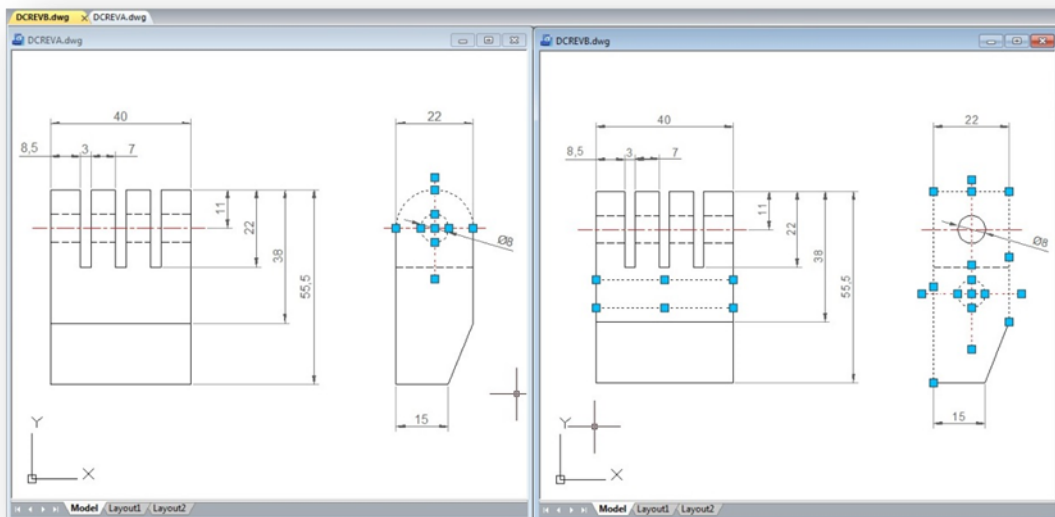 DCREVB.dwg DCREVA.dwg
DCREVA.dwg
40
22
8,5 3 7
11
22
38
55,5
Ø8
15
Y
X
Model Layout1 Layout2
DCREVB.dwg
40
22
8,5 3 7
11
22
38
55,5
Ø8
15
Y
X
Model Layout1 Layout2